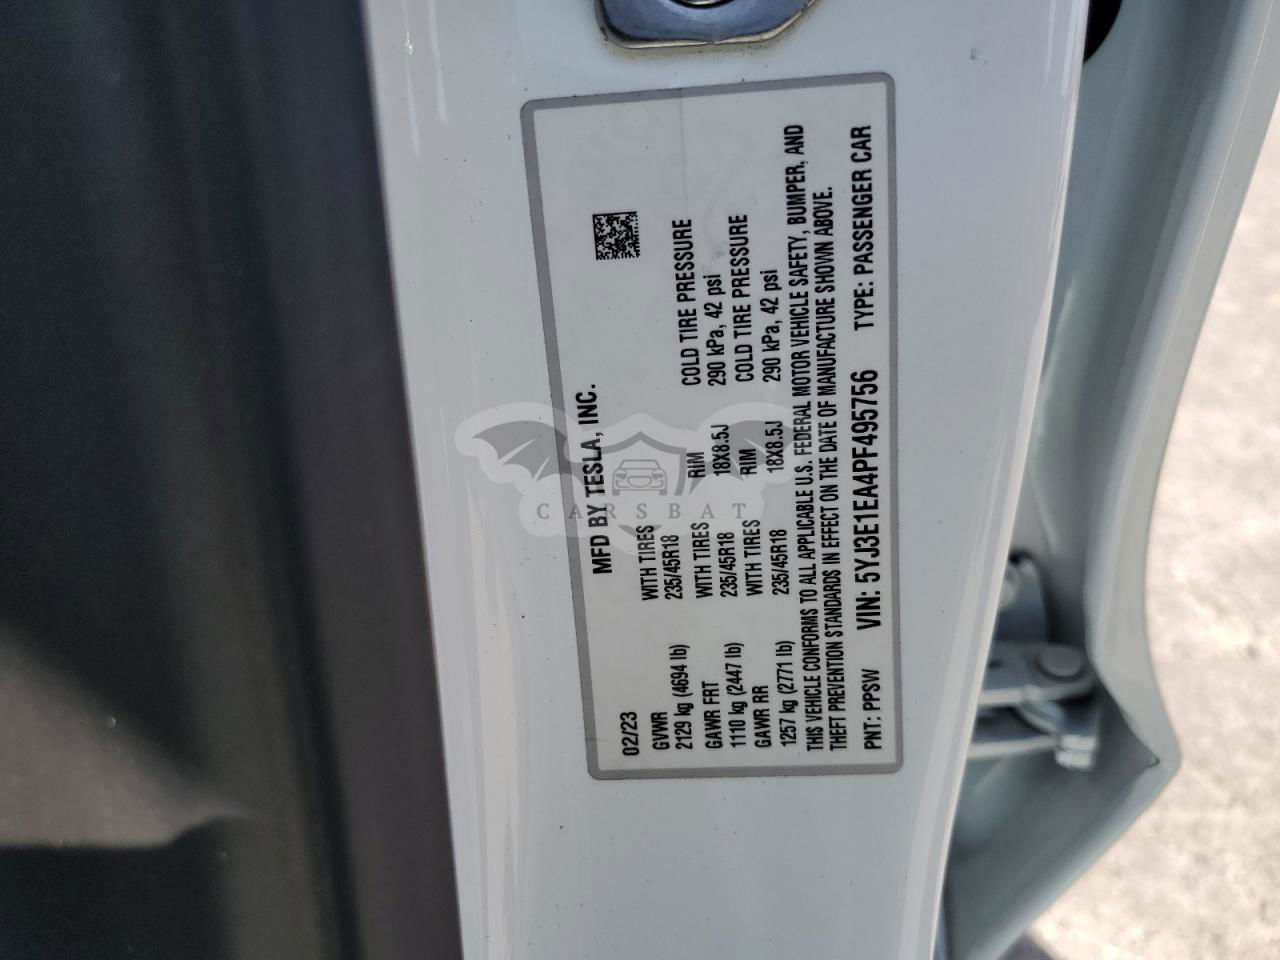 MFD BY TESLA, INC.
02/23
GVWR WITH TIRES RIM COLD TIRE PRESSURE
2129 kg (4694 lb) 235/45R18 18X8.5J 290 kPa, 42 psi
GAWR FRT WITH TIRES RIM COLD TIRE PRESSURE
1110 kg (2447 lb) 235/45R18 18X8.5J 290 kPa, 42 psi
GAWR RR WITH TIRES
1257 kg (2771 lb) 235/45R18
THIS VEHICLE CONFORMS TO ALL APPLICABLE U.S. FEDERAL MOTOR VEHICLE SAFETY, BUMPER, AND
THEFT PREVENTION STANDARDS IN EFFECT ON THE DATE OF MANUFACTURE SHOWN ABOVE.
PNT: PPSW VIN: 5YJ3E1EA4PF495756 TYPE: PASSENGER CAR
CARSBAT